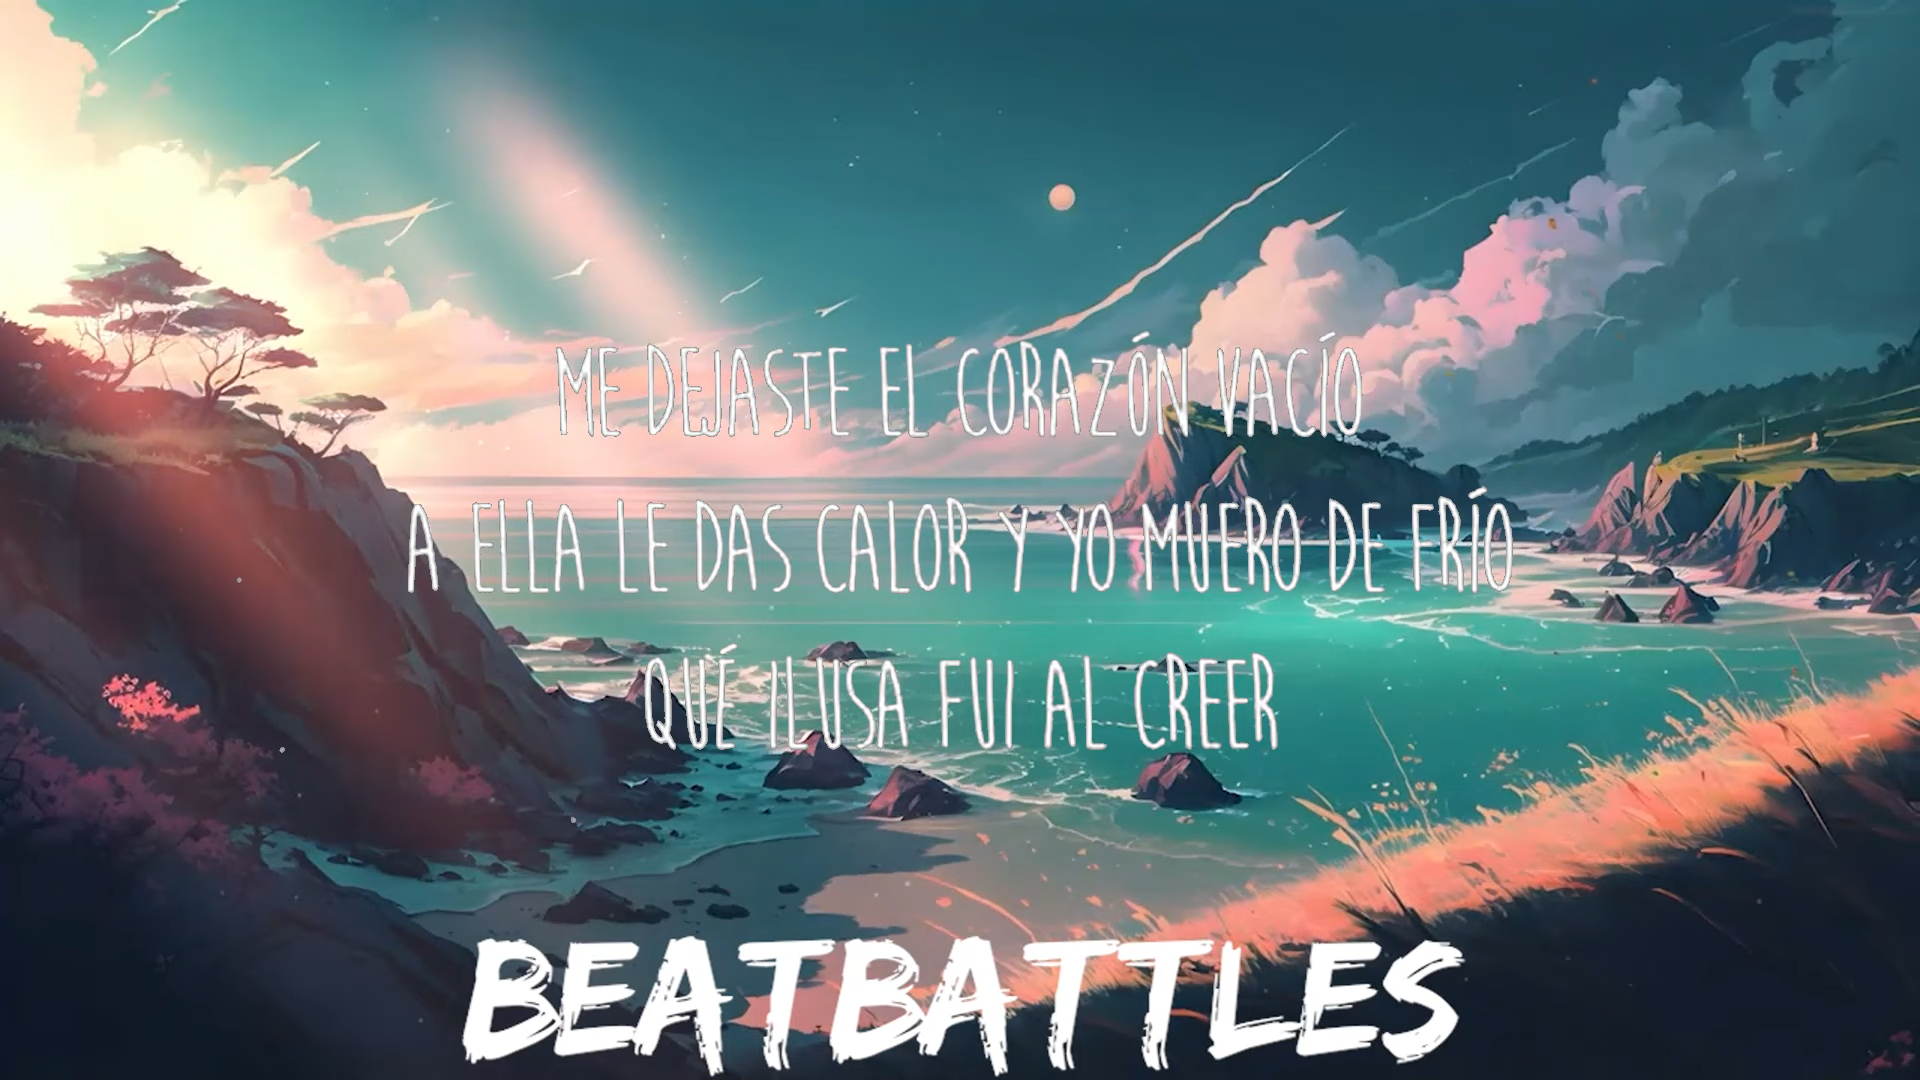 ME DEJASTE EL CORAZÓN VACÍO
A ELLA LE DAS CALOR Y YO MUERO DE FRÍO
QUÉ ILUSA FUI AL CREER
BEATBATTLES